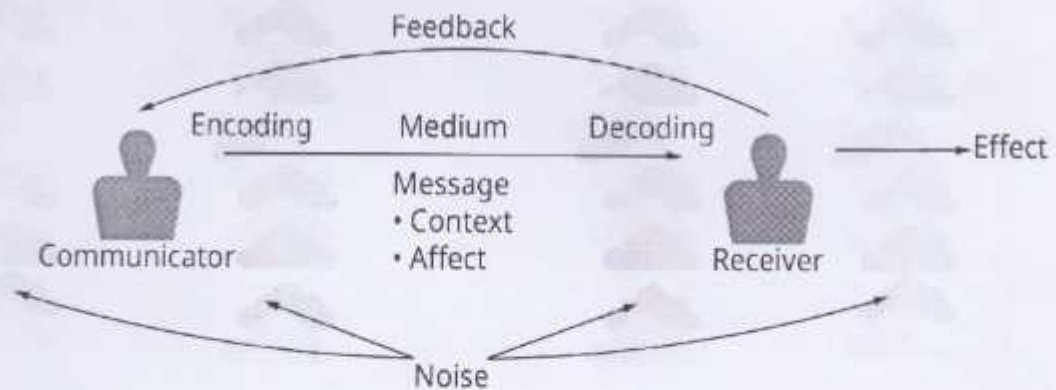 Feedback
Encoding Medium Decoding
Effect
Message
• Context
• Affect
Communicator
Receiver
Noise